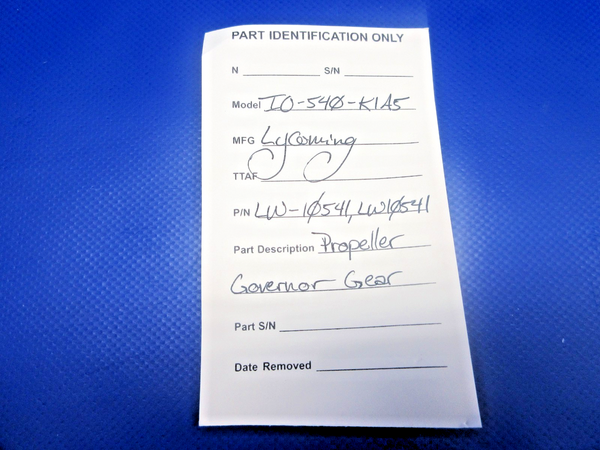 PART IDENTIFICATION ONLY
N S/N
Model IO-540-K1A5
MFG Lycoming
TTAF
P/N LW-10541, LW10541
Part Description Propeller
Governor Gear
Part S/N
Date Removed